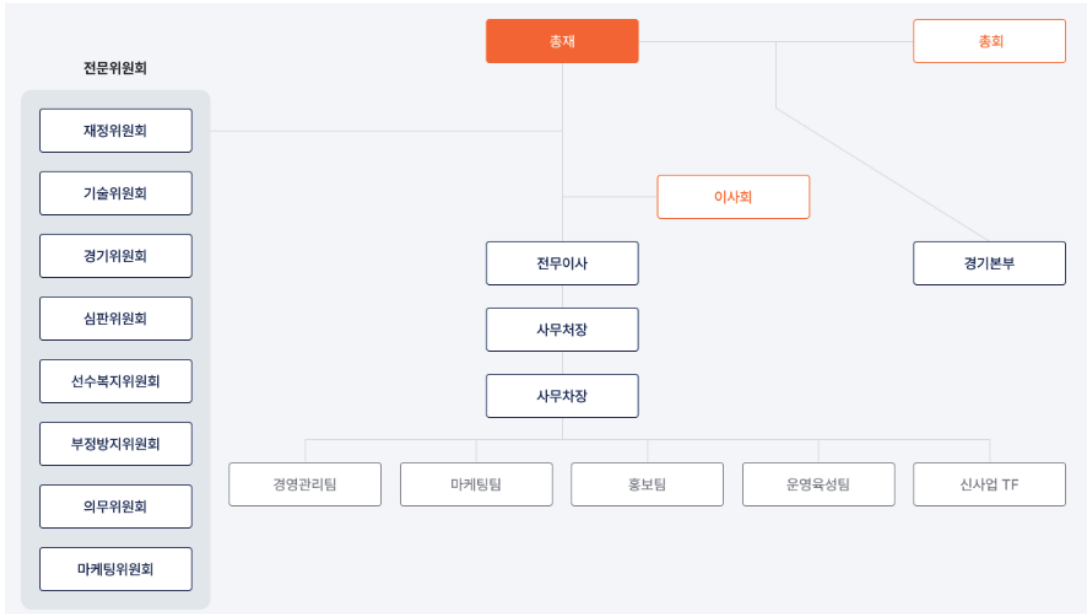 총재
총회
전문위원회
재정위원회
기술위원회
경기위원회
심판위원회
선수복지위원회
부정방지위원회
의무위원회
마케팅위원회
이사회
전무이사
경기본부
사무처장
사무차장
경영관리팀
마케팅팀
홍보팀
운영육성팀
신사업 TF